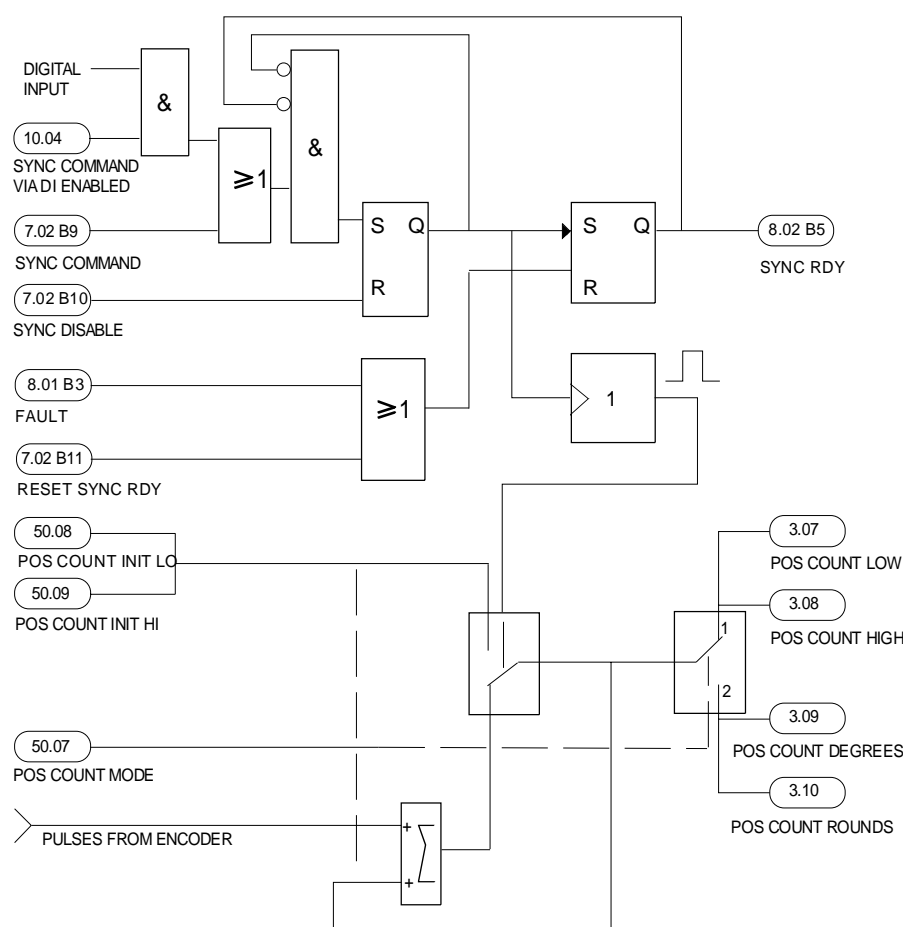 DIGITAL
INPUT
&
10.04
SYNC COMMAND
VIA DI ENABLED
≥1
&
7.02 B9
SYNC COMMAND
S Q
R
S Q
R
8.02 B5
SYNC RDY
7.02 B10
SYNC DISABLE
8.01 B3
FAULT
≥1
1
7.02 B11
RESET SYNC RDY
50.08
POS COUNT INIT LO
50.09
POS COUNT INIT HI
3.07
POS COUNT LOW
3.08
POS COUNT HIGH
1
2
3.09
POS COUNT DEGREES
3.10
POS COUNT ROUNDS
50.07
POS COUNT MODE
PULSES FROM ENCODER
+
+